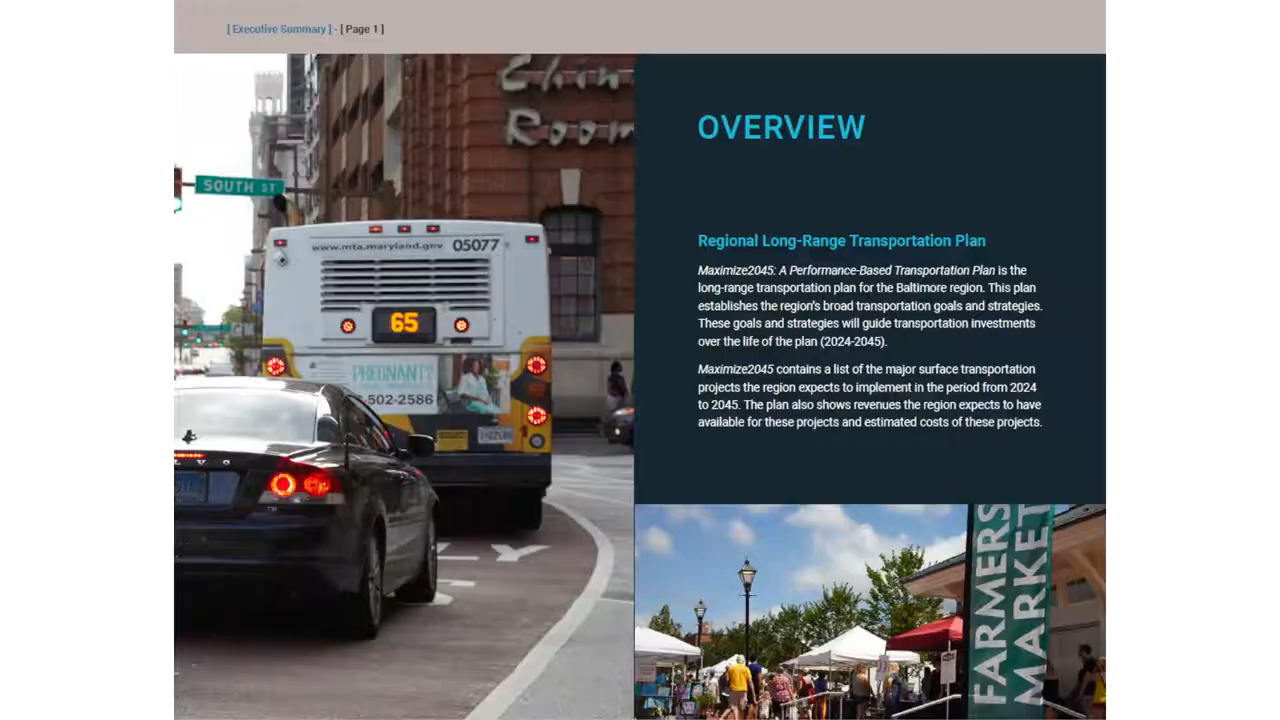 [ Executive Summary ] - [ Page 1 ]
Chin
Room
SOUTH ST
www.mta.maryland.gov 05077
65
PREGNANT?
-502-2586
VOLVO
OVERVIEW
Regional Long-Range Transportation Plan
Maximize2045: A Performance-Based Transportation Plan is the
long-range transportation plan for the Baltimore region. This plan
establishes the region's broad transportation goals and strategies.
These goals and strategies will guide transportation investments
over the life of the plan (2024-2045).
Maximize2045 contains a list of the major surface transportation
projects the region expects to implement in the period from 2024
to 2045. The plan also shows revenues the region expects to have
available for these projects and estimated costs of these projects.
FARMERS
MARKET